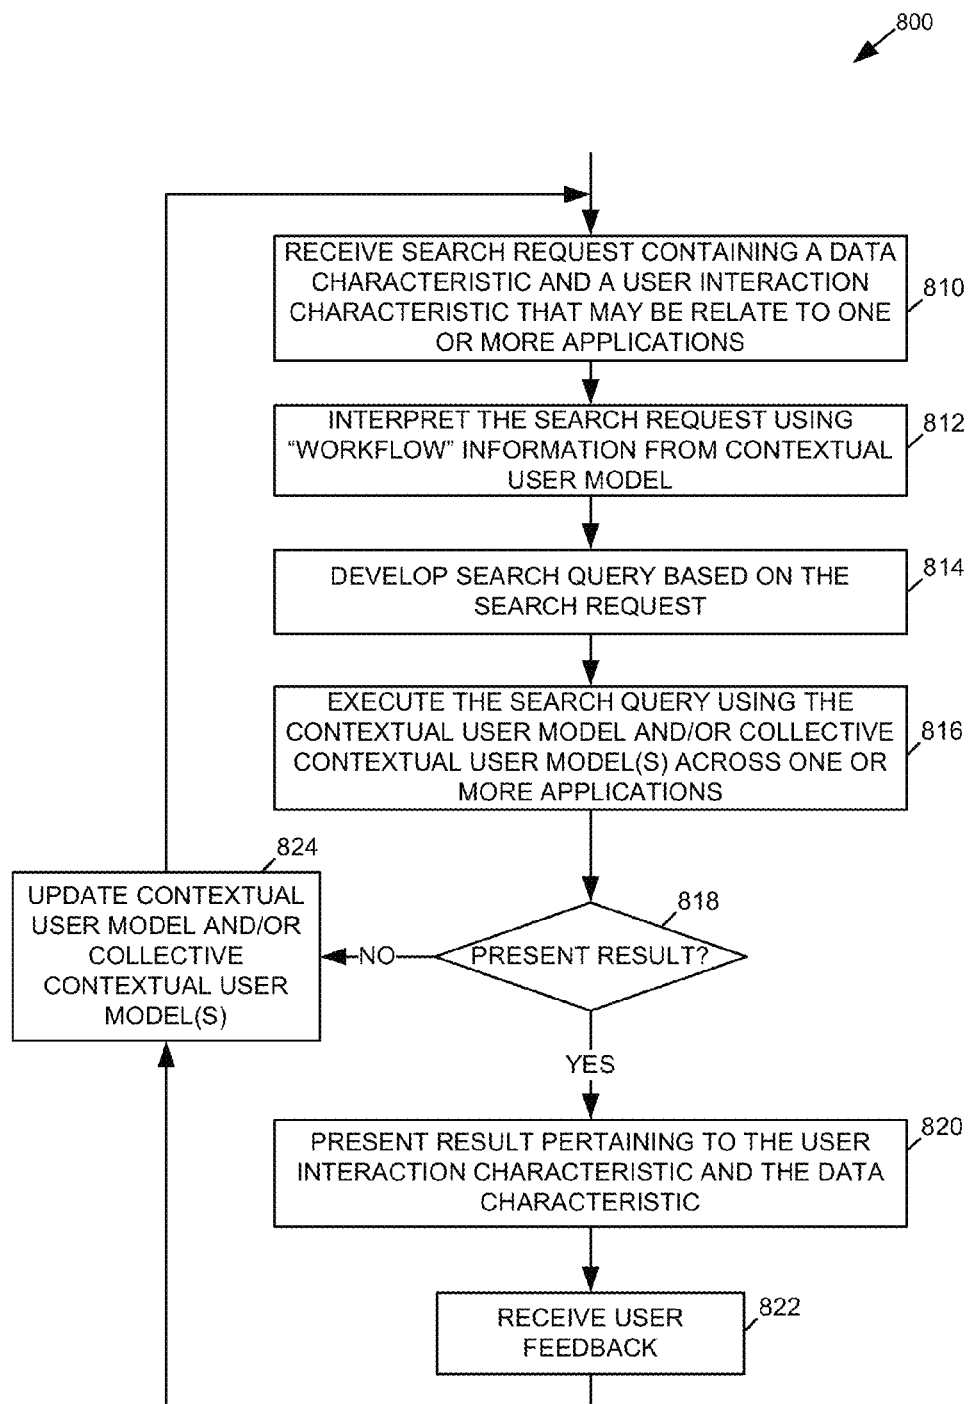 800
RECEIVE SEARCH REQUEST CONTAINING A DATA
CHARACTERISTIC AND A USER INTERACTION
CHARACTERISTIC THAT MAY BE RELATE TO ONE
OR MORE APPLICATIONS
810
INTERPRET THE SEARCH REQUEST USING
“WORKFLOW” INFORMATION FROM CONTEXTUAL
USER MODEL
812
DEVELOP SEARCH QUERY BASED ON THE
SEARCH REQUEST
814
EXECUTE THE SEARCH QUERY USING THE
CONTEXTUAL USER MODEL AND/OR COLLECTIVE
CONTEXTUAL USER MODEL(S) ACROSS ONE OR
MORE APPLICATIONS
816
824
UPDATE CONTEXTUAL
USER MODEL AND/OR
COLLECTIVE
CONTEXTUAL USER
MODEL(S)
818
NO
PRESENT RESULT?
YES
PRESENT RESULT PERTAINING TO THE USER
INTERACTION CHARACTERISTIC AND THE DATA
CHARACTERISTIC
820
RECEIVE USER
FEEDBACK
822